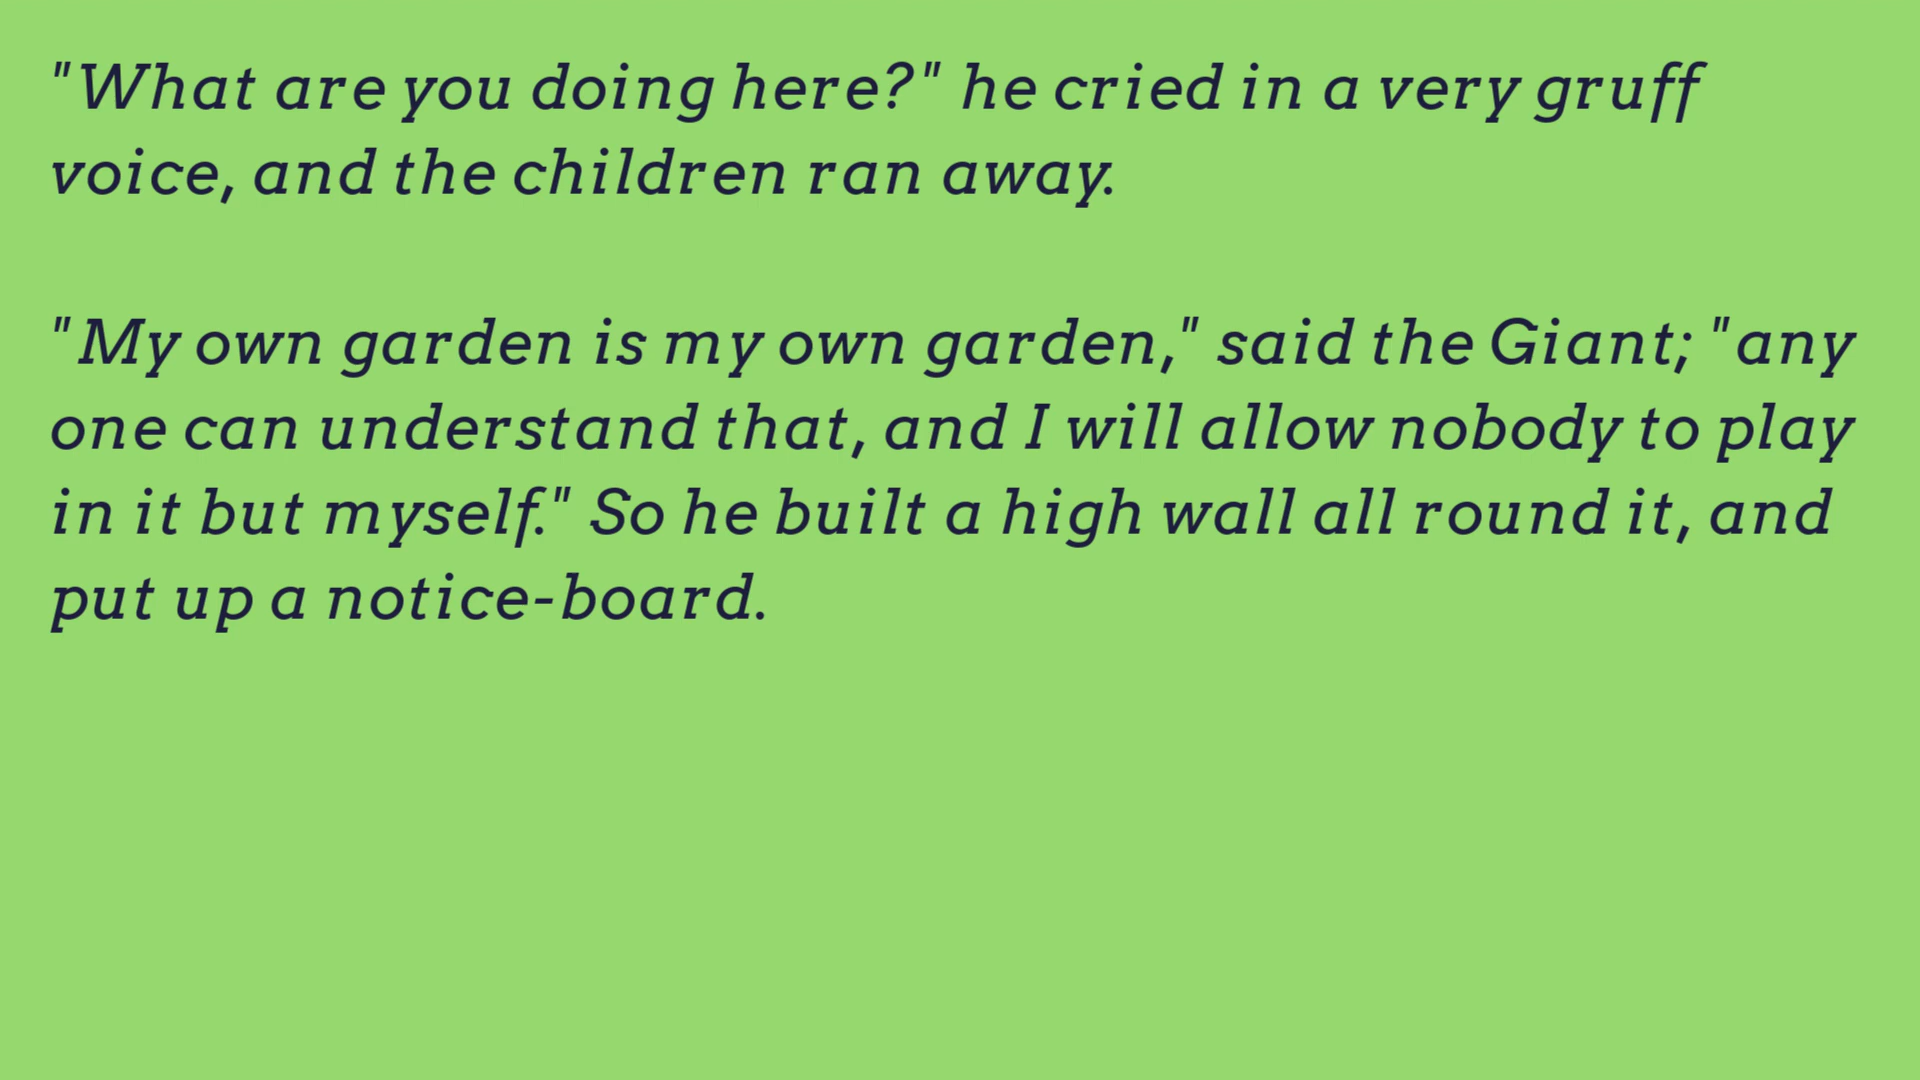 "What are you doing here?" he cried in a very gruff
voice, and the children ran away.
"My own garden is my own garden," said the Giant; "any
one can understand that, and I will allow nobody to play
in it but myself." So he built a high wall all round it, and
put up a notice-board.